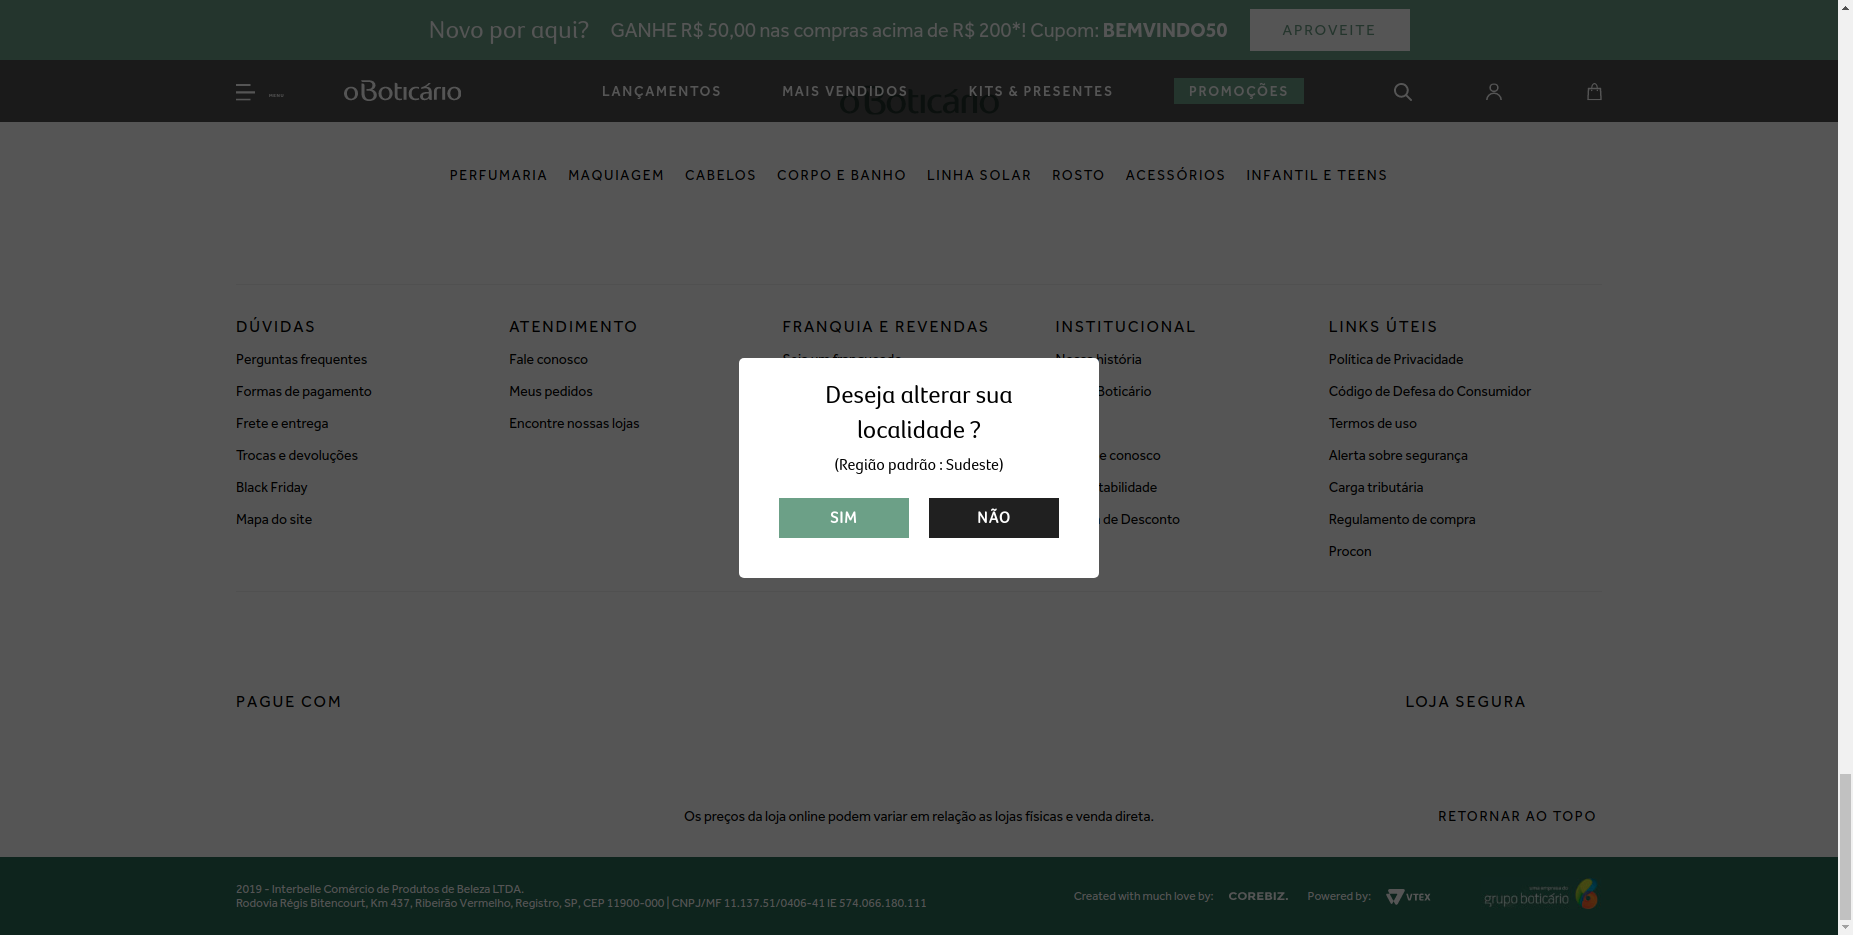 Novo por aqui? GANHE R$ 50,00 nas compras acima de R$ 200*! Cupom: BEMVINDO50 APROVEITE
MENU oBoticário LANÇAMENTOS MAIS VENDIDOS KITS & PRESENTES PROMOÇÕES
oBoticário
PERFUMARIA MAQUIAGEM CABELOS CORPO E BANHO LINHA SOLAR ROSTO ACESSÓRIOS INFANTIL E TEENS
DÚVIDAS
Perguntas frequentes
Formas de pagamento
Frete e entrega
Trocas e devoluções
Black Friday
Mapa do site
ATENDIMENTO
Fale conosco
Meus pedidos
Encontre nossas lojas
FRANQUIA E REVENDAS
INSTITUCIONAL
história
Boticário
e conosco
tabilidade
de Desconto
LINKS ÚTEIS
Política de Privacidade
Código de Defesa do Consumidor
Termos de uso
Alerta sobre segurança
Carga tributária
Regulamento de compra
Procon
Deseja alterar sua
localidade ?
(Região padrão : Sudeste)
SIM NÃO
PAGUE COM
LOJA SEGURA
Os preços da loja online podem variar em relação as lojas físicas e venda direta.
RETORNAR AO TOPO
2019 - Interbelle Comércio de Produtos de Beleza LTDA.
Rodovia Régis Bitencourt, Km 437, Ribeirão Vermelho, Registro, SP, CEP 11900-000 | CNPJ/MF 11.137.51/0406-41 IE 574.066.180.111
Created with much love by: COREBIZ. Powered by: VTEX
uma empresa do
grupo boticário